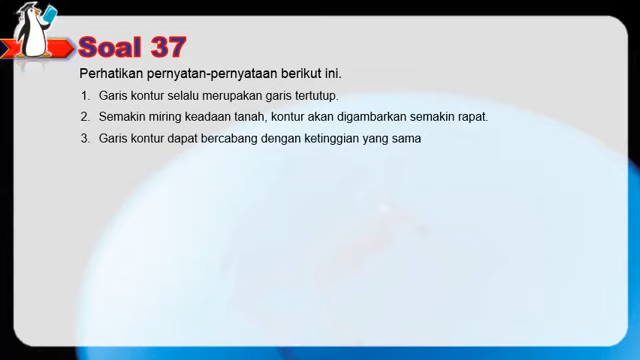 Soal 37
Perhatikan pernyatan-pernyataan berikut ini.
1. Garis kontur selalu merupakan garis tertutup.
2. Semakin miring keadaan tanah, kontur akan digambarkan semakin rapat.
3. Garis kontur dapat bercabang dengan ketinggian yang sama